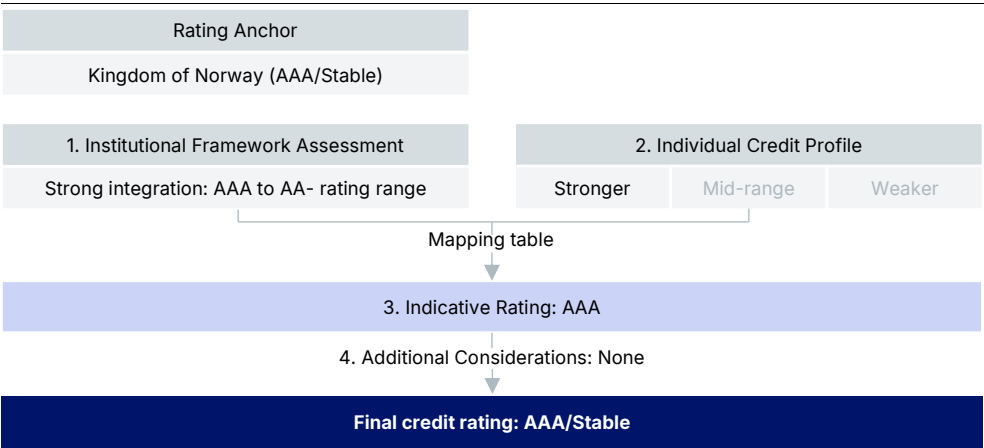 Rating Anchor
Kingdom of Norway (AAA/Stable)
1. Institutional Framework Assessment
Strong integration: AAA to AA- rating range
2. Individual Credit Profile
Stronger
Mid-range
Weaker
Mapping table
3. Indicative Rating: AAA
4. Additional Considerations: None
Final credit rating: AAA/Stable